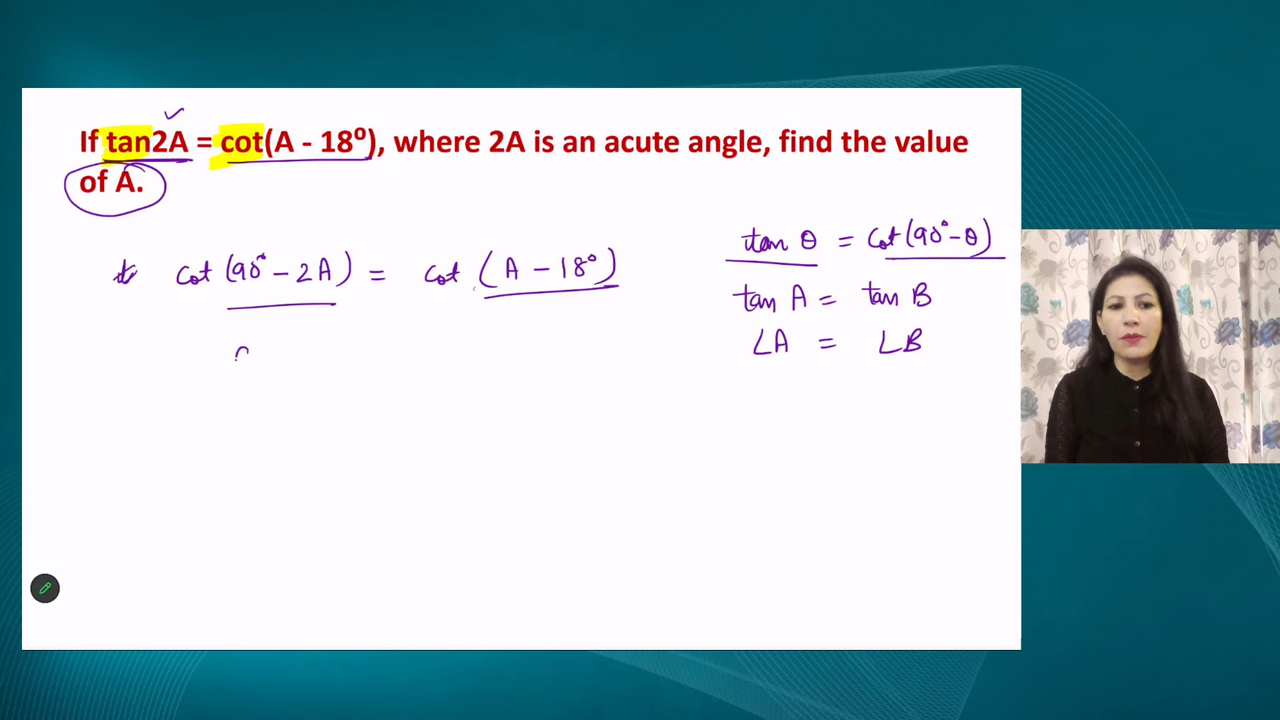 If tan2A = cot(A - 18⁰), where 2A is an acute angle, find the value
of A.
cot (90° - 2A) = cot (A - 18°)
tan θ = cot (90° - θ)
tan A = tan B
∠A = ∠B